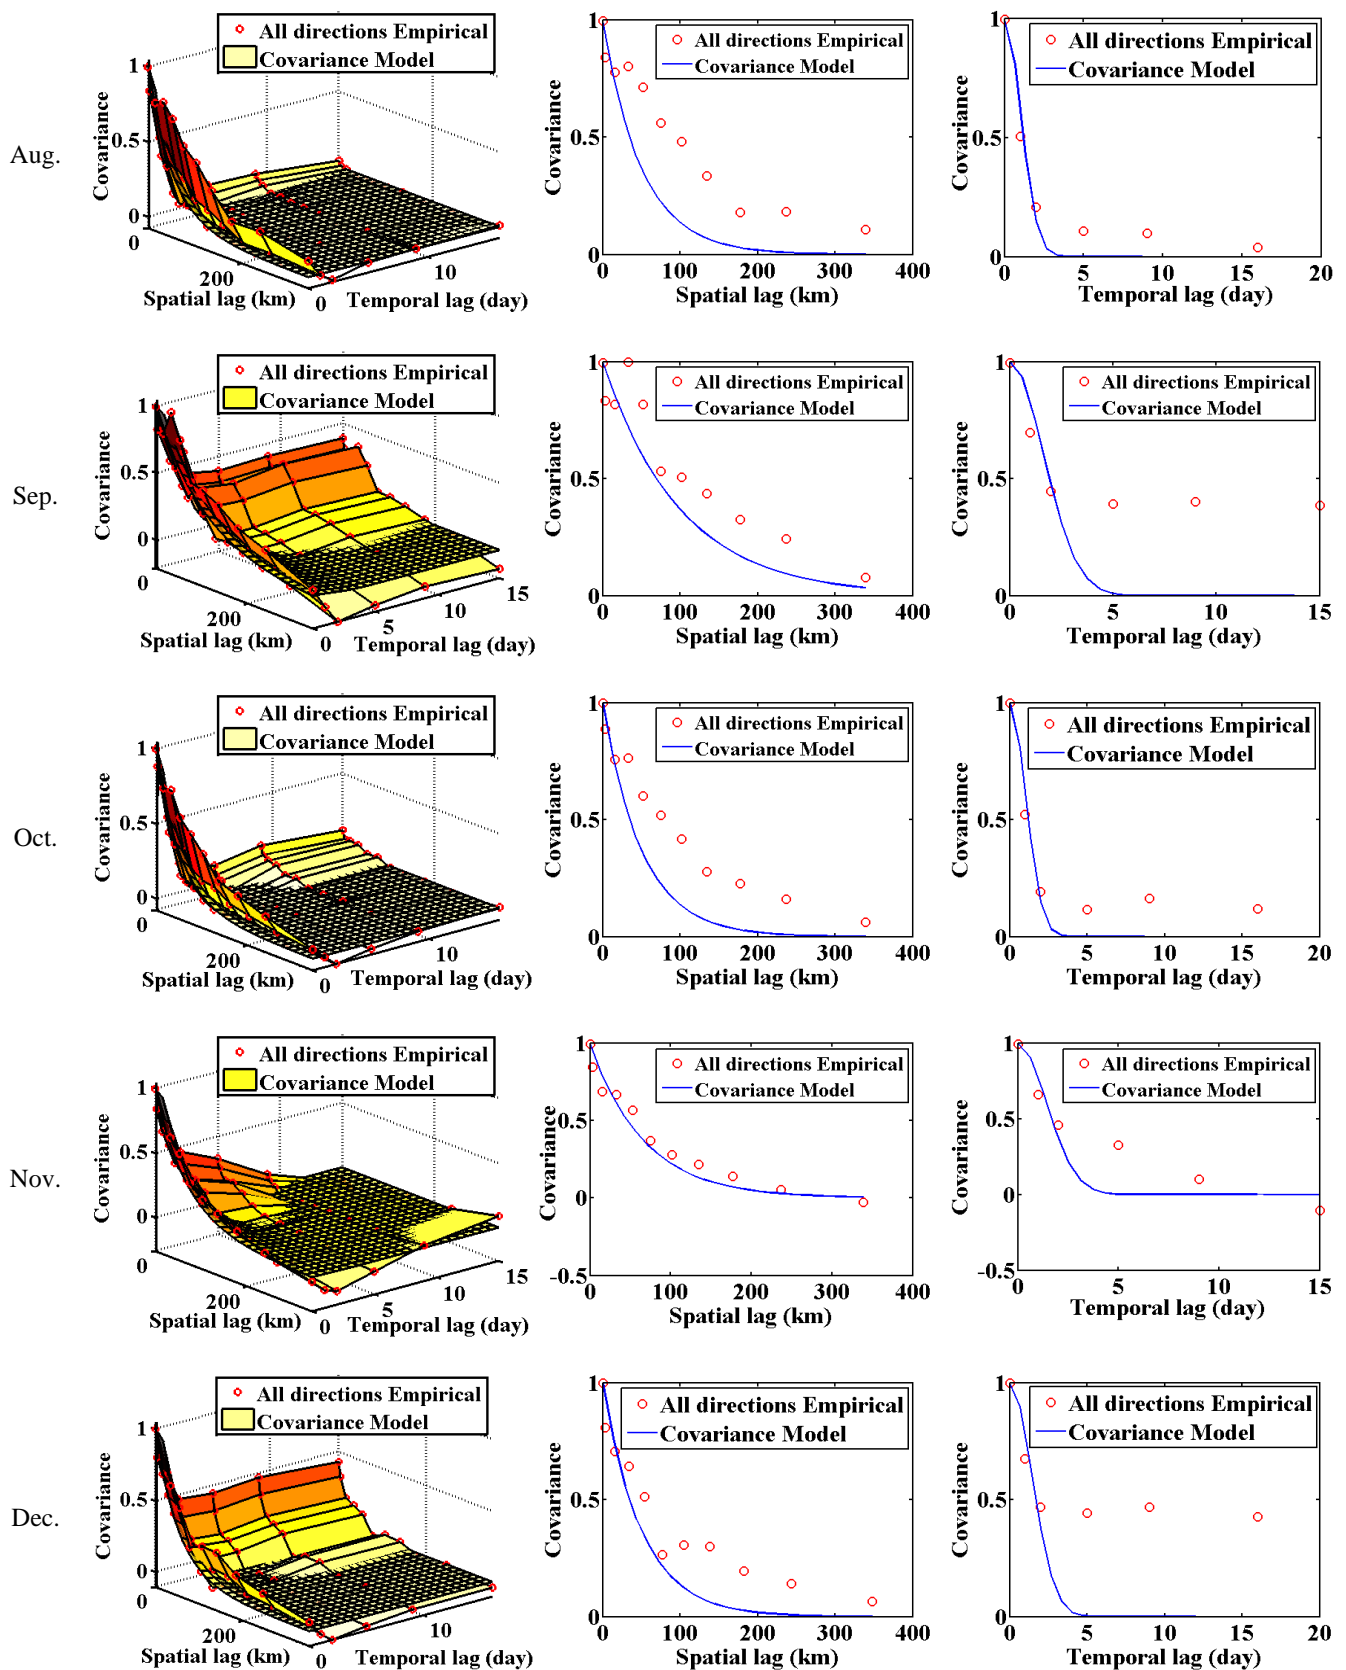 Aug.
All directions Empirical
Covariance Model
Covariance
1
0.5
0
0
200
Spatial lag (km)
0
10
Temporal lag (day)
All directions Empirical
Covariance Model
Covariance
1
0.5
0
0
100
200
300
400
Spatial lag (km)
All directions Empirical
Covariance Model
Covariance
1
0.5
0
0
5
10
15
20
Temporal lag (day)
Sep.
All directions Empirical
Covariance Model
Covariance
1
0.5
0
0
200
Spatial lag (km)
0
5
10
15
Temporal lag (day)
All directions Empirical
Covariance Model
Covariance
1
0.5
0
0
100
200
300
400
Spatial lag (km)
All directions Empirical
Covariance Model
Covariance
1
0.5
0
0
5
10
15
Temporal lag (day)
Oct.
All directions Empirical
Covariance Model
Covariance
1
0.5
0
0
200
Spatial lag (km)
0
10
Temporal lag (day)
All directions Empirical
Covariance Model
Covariance
1
0.5
0
0
100
200
300
400
Spatial lag (km)
All directions Empirical
Covariance Model
Covariance
1
0.5
0
0
5
10
15
20
Temporal lag (day)
Nov.
All directions Empirical
Covariance Model
Covariance
1
0.5
0
0
200
Spatial lag (km)
0
5
10
15
Temporal lag (day)
All directions Empirical
Covariance Model
Covariance
1
0.5
0
-0.5
0
100
200
300
400
Spatial lag (km)
All directions Empirical
Covariance Model
Covariance
1
0.5
0
-0.5
0
5
10
15
Temporal lag (day)
Dec.
All directions Empirical
Covariance Model
Covariance
1
0.5
0
0
200
Spatial lag (km)
0
10
Temporal lag (day)
All directions Empirical
Covariance Model
Covariance
1
0.5
0
0
100
200
300
400
Spatial lag (km)
All directions Empirical
Covariance Model
Covariance
1
0.5
0
0
5
10
15
20
Temporal lag (day)